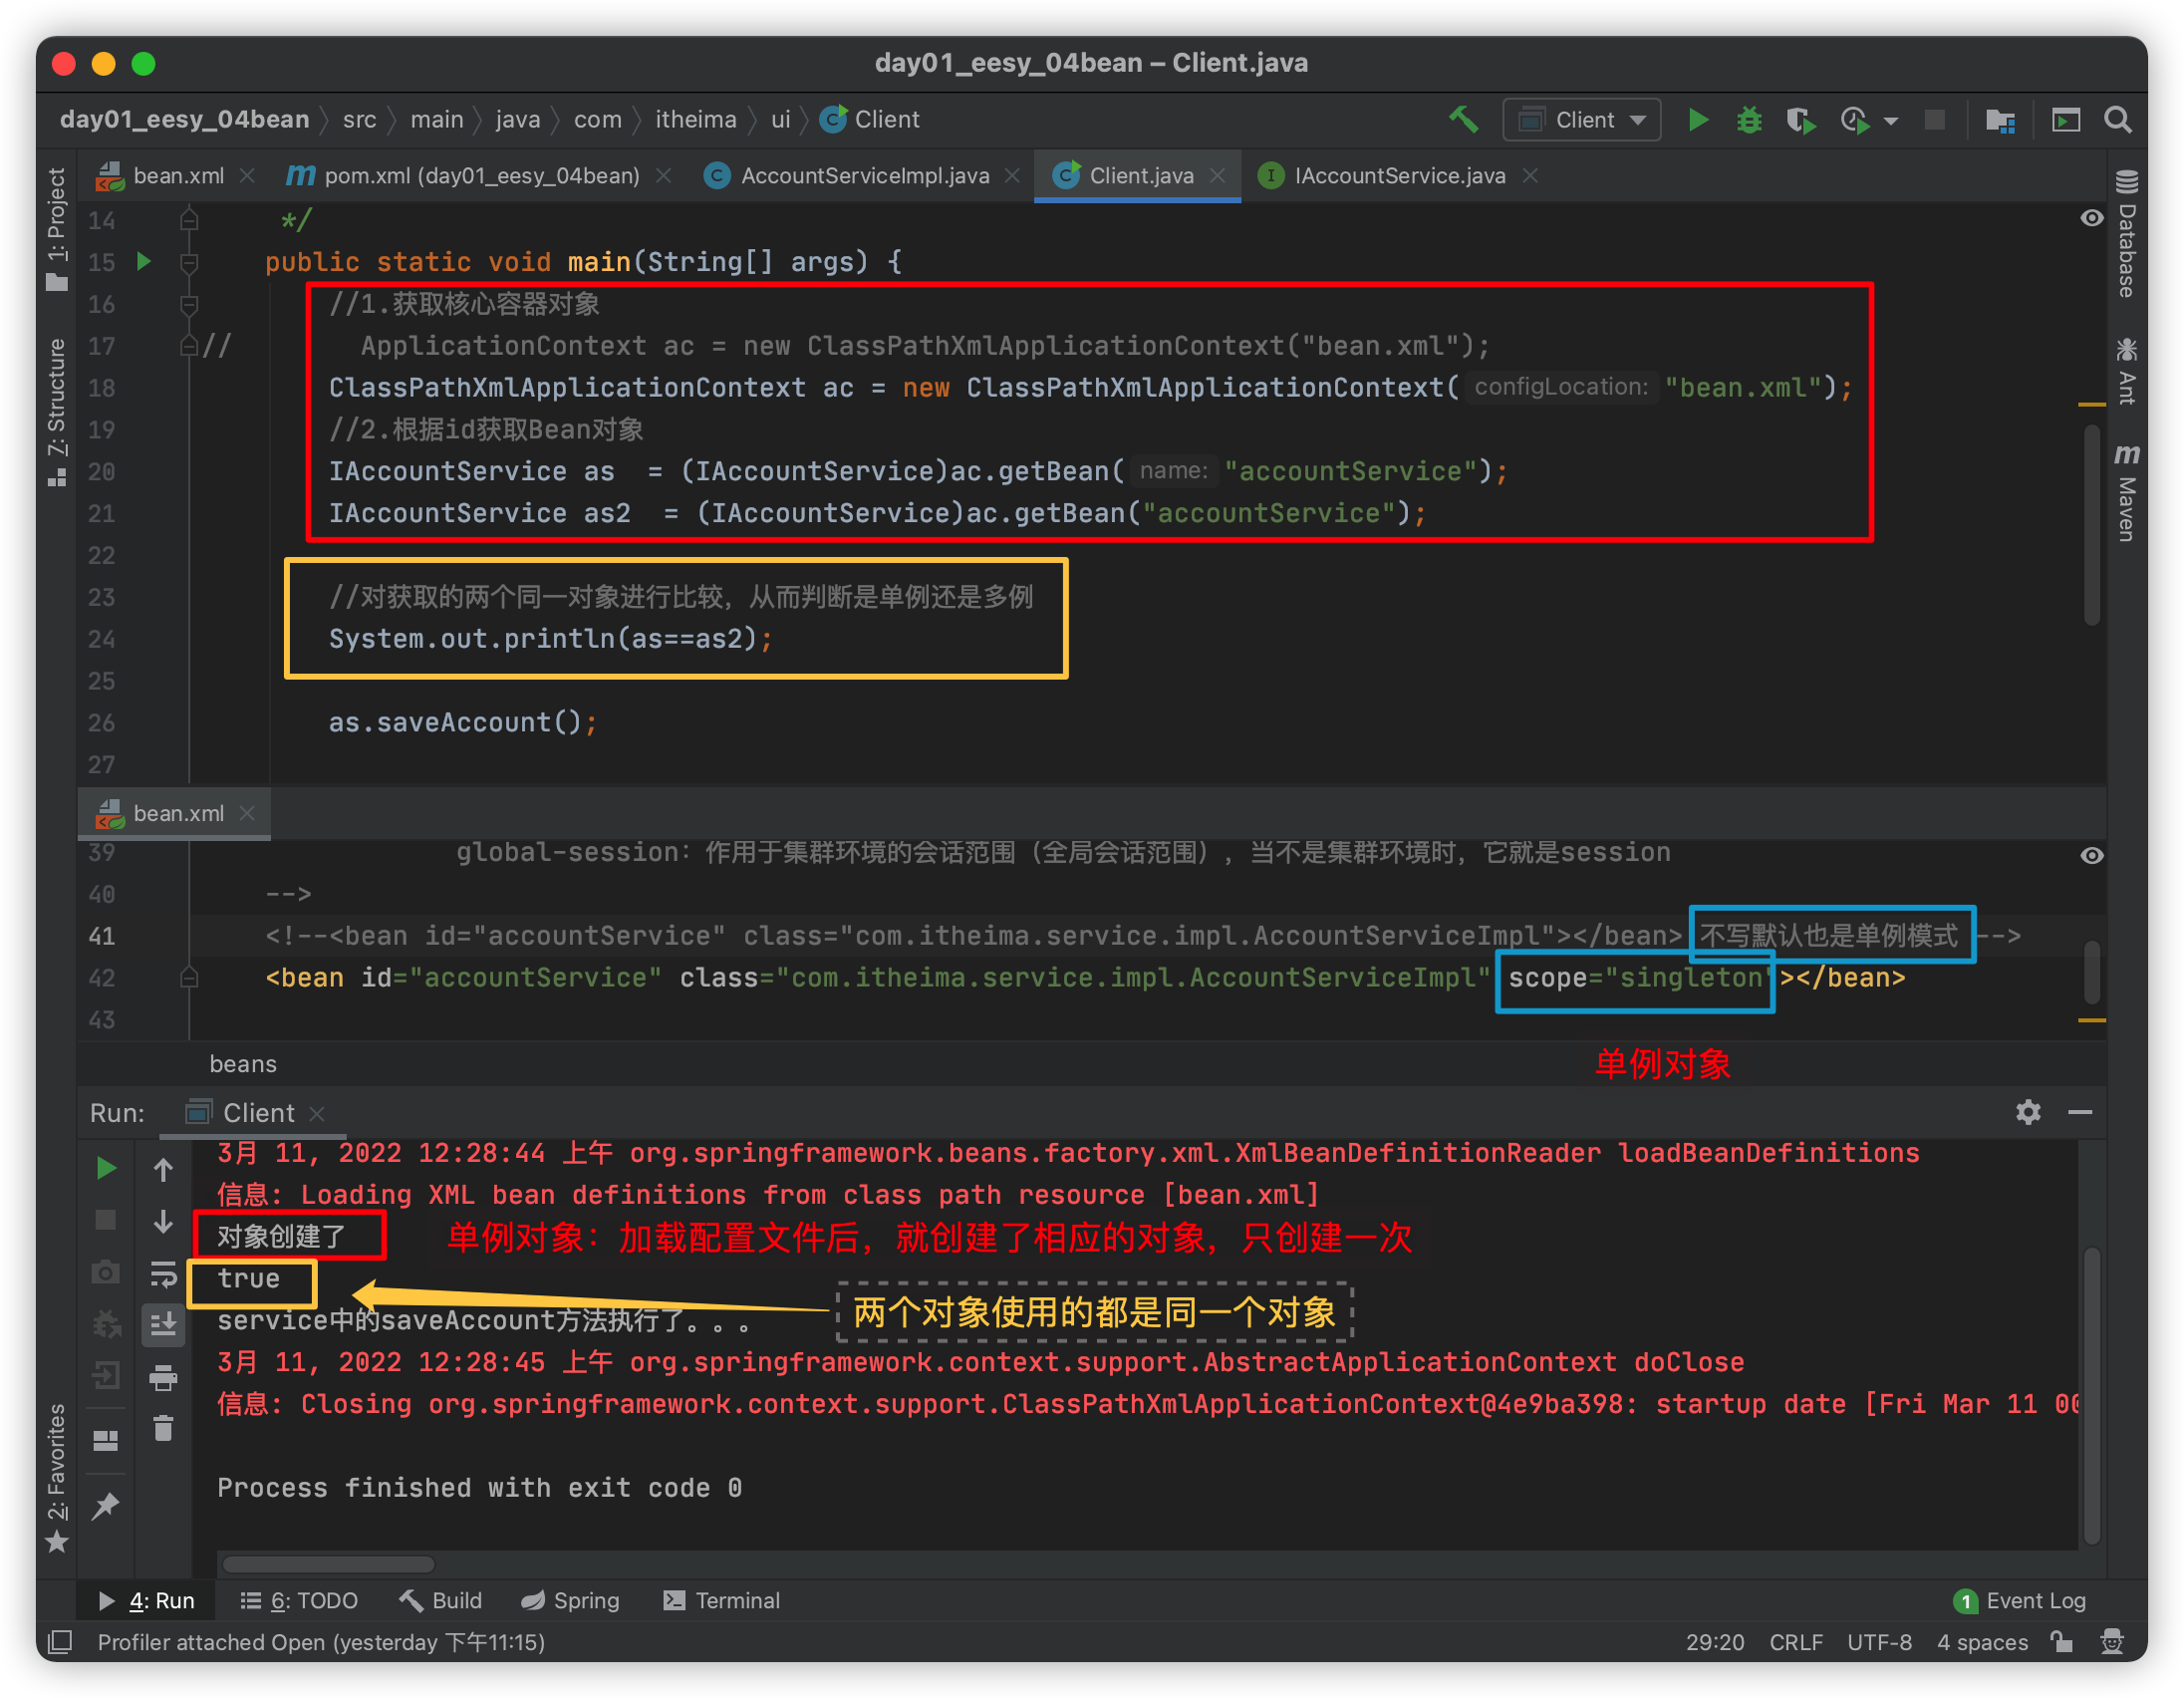 day01_eesy_04bean – Client.java
day01_eesy_04bean src main java com itheima ui Client
Client
bean.xml pom.xml (day01_eesy_04bean) AccountServiceImpl.java Client.java IAccountService.java
1: Project
Z: Structure
2: Favorites
Database
Ant
Maven
14 */
15 public static void main(String[] args) {
16 //1.获取核心容器对象
17 // ApplicationContext ac = new ClassPathXmlApplicationContext("bean.xml");
18 ClassPathXmlApplicationContext ac = new ClassPathXmlApplicationContext( configLocation: "bean.xml");
19 //2.根据id获取Bean对象
20 IAccountService as  = (IAccountService)ac.getBean( name: "accountService");
21 IAccountService as2  = (IAccountService)ac.getBean("accountService");
22
23 //对获取的两个同一对象进行比较，从而判断是单例还是多例
24 System.out.println(as==as2);
25
26 as.saveAccount();
27
bean.xml
39 global-session：作用于集群环境的会话范围（全局会话范围），当不是集群环境时，它就是session
40 -->
41 <!--<bean id="accountService" class="com.itheima.service.impl.AccountServiceImpl"></bean> 不写默认也是单例模式-->
42 <bean id="accountService" class="com.itheima.service.impl.AccountServiceImpl" scope="singleton"></bean>
43
beans
单例对象
Run: Client
3月 11, 2022 12:28:44 上午 org.springframework.beans.factory.xml.XmlBeanDefinitionReader loadBeanDefinitions
信息: Loading XML bean definitions from class path resource [bean.xml]
对象创建了 单例对象：加载配置文件后，就创建了相应的对象，只创建一次
true
两个对象使用的都是同一个对象
service中的saveAccount方法执行了。。。
3月 11, 2022 12:28:45 上午 org.springframework.context.support.AbstractApplicationContext doClose
信息: Closing org.springframework.context.support.ClassPathXmlApplicationContext@4e9ba398: startup date [Fri Mar 11 00
Process finished with exit code 0
4: Run 6: TODO Build Spring Terminal 1 Event Log
Profiler attached Open (yesterday 下午11:15) 29:20 CRLF UTF-8 4 spaces